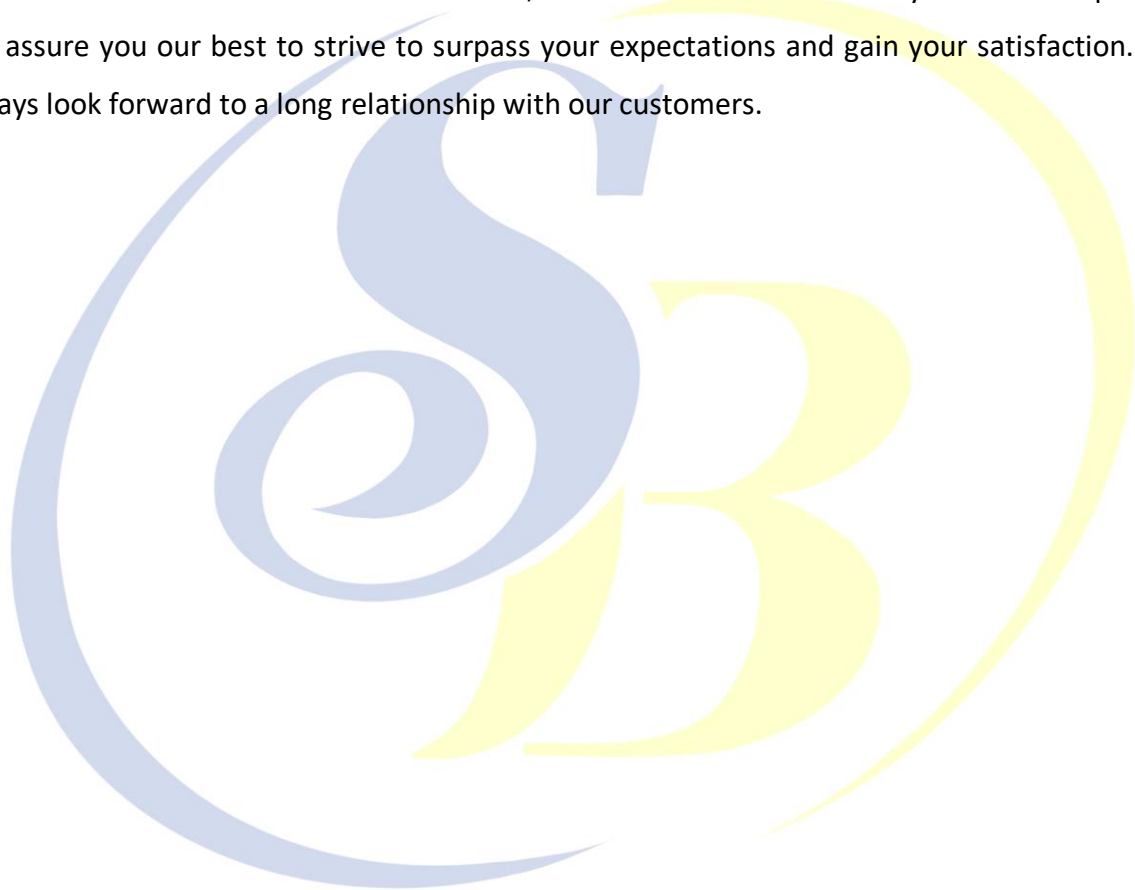 assure you our best to strive to surpass your expectations and gain your satisfaction.
ays look forward to a long relationship with our customers.
SB